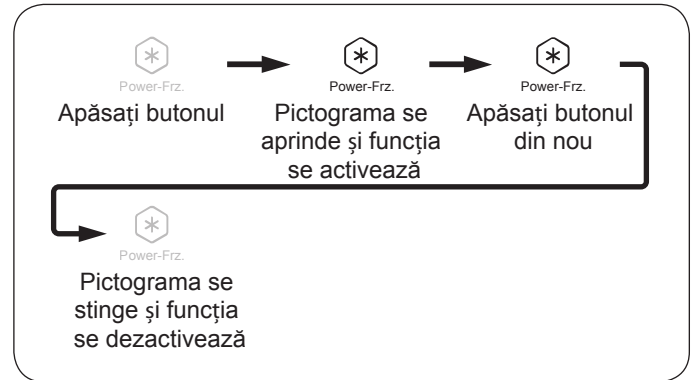 Power-Frz.
Apăsați butonul
Power-Frz.
Pictograma se
aprinde și funcția
se activează
Power-Frz.
Apăsați butonul
din nou
Power-Frz.
Pictograma se
stinge și funcția
se dezactivează